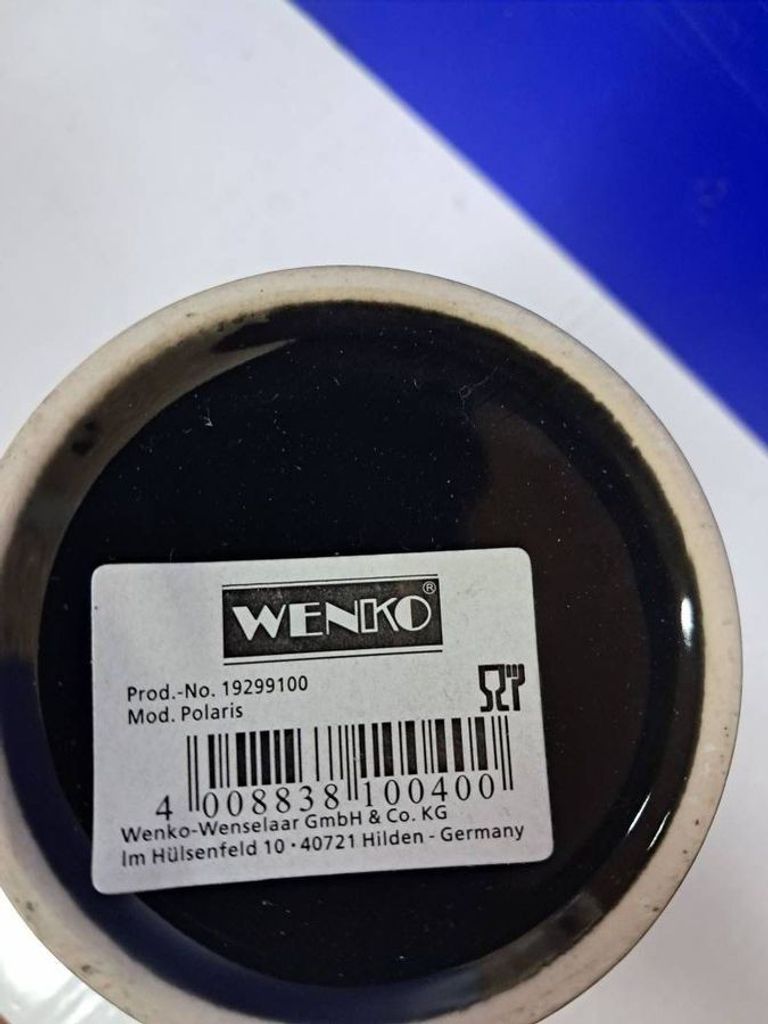 WENKO®
Prod.-No. 19299100
Mod. Polaris
4 008838 100400
Wenko-Wenselaar GmbH & Co. KG
Im Hülsenfeld 10 · 40721 Hilden - Germany